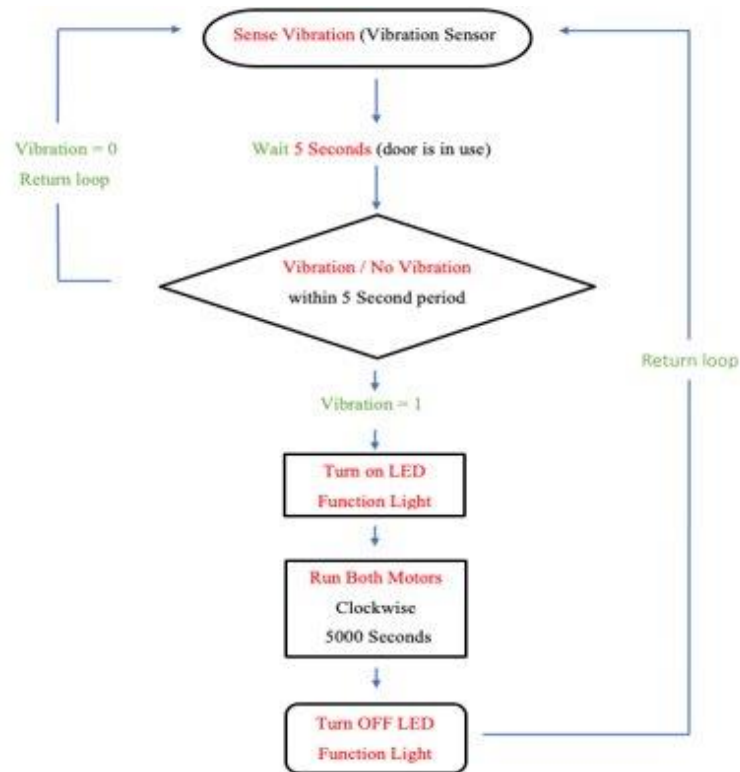 Sense Vibration (Vibration Sensor
Wait 5 Seconds (door is in use)
Vibration = 0
Return loop
Vibration / No Vibration
within 5 Second period
Return loop
Vibration = 1
Turn on LED
Function Light
Run Both Motors
Clockwise
5000 Seconds
Turn OFF LED
Function Light